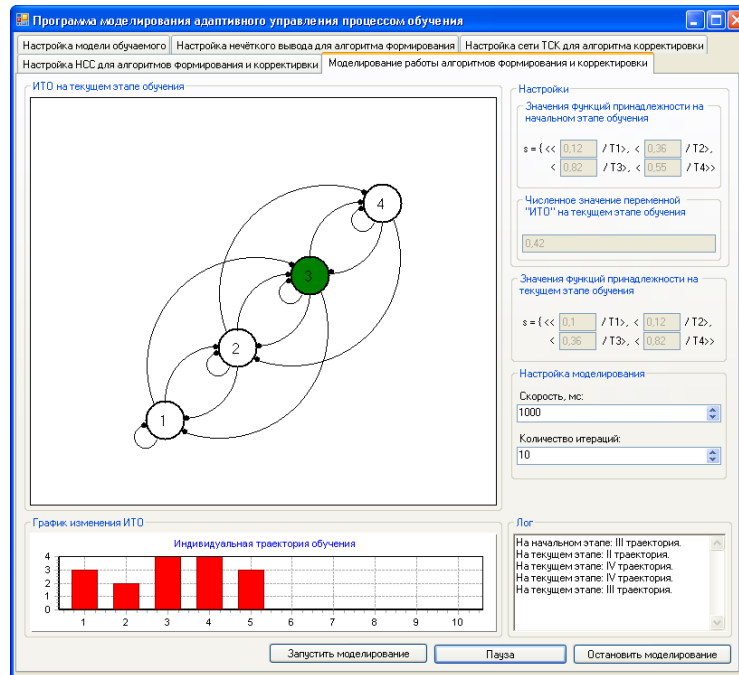 Программа моделирования адаптивного управления процессом обучения
Настройка модели обучаемого Настройка нечёткого вывода для алгоритма формирования Настройка сети ТСК для алгоритма корректировки
Настройка НСС для алгоритмов формирования и корректирвки Моделирование работы алгоритмов формирования и корректировки
ИТО на текущем этапе обучения
4
3
2
1
Настройки
Значения функций принадлежности на
начальном этапе обучения
s = { << 0,12 / T1>, < 0,36 / T2>,
< 0,82 / T3>, < 0,55 / T4>>
Численное значение переменной
"ИТО" на текущем этапе обучения
0,42
Значения функций принадлежности на
текущем этапе обучения
s = { << 0,1 / T1>, < 0,12 / T2>,
< 0,36 / T3>, < 0,82 / T4>>
Настройка моделирования
Скорость, мс:
1000
Количество итераций:
10
График изменения ИТО
Индивидуальная траектория обучения
4
3
2
1
0
1 2 3 4 5 6 7 8 9 10
Лог
На начальном этапе: III траектория.
На текущем этапе: II траектория.
На текущем этапе: IV траектория.
На текущем этапе: IV траектория.
На текущем этапе: III траектория.
Запустить моделирование Пауза Остановить моделирование